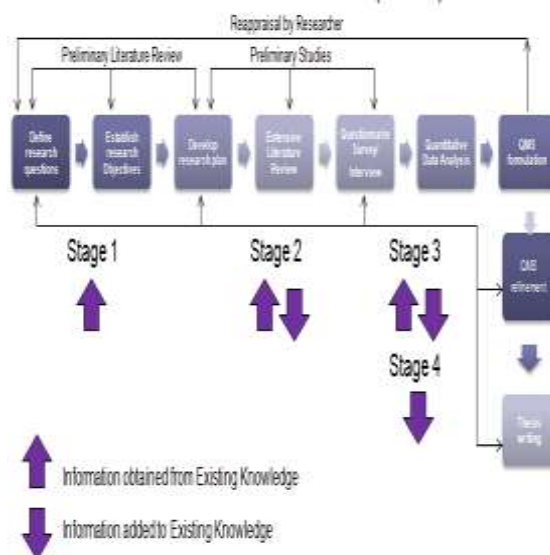 Reappraisal by Researcher
Preliminary Literature Review
Preliminary Studies
Define
research
questions
Establish
research
Objectives
Develop
research plan
Extensive
Literature
Review
Questionnaire
Survey/
Interview
Quantitative
Data Analysis
QMS
formulation
QMS
refinement
Thesis
writing
Stage 1
Stage 2
Stage 3
Stage 4
Information obtained from Existing Knowledge
Information added to Existing Knowledge